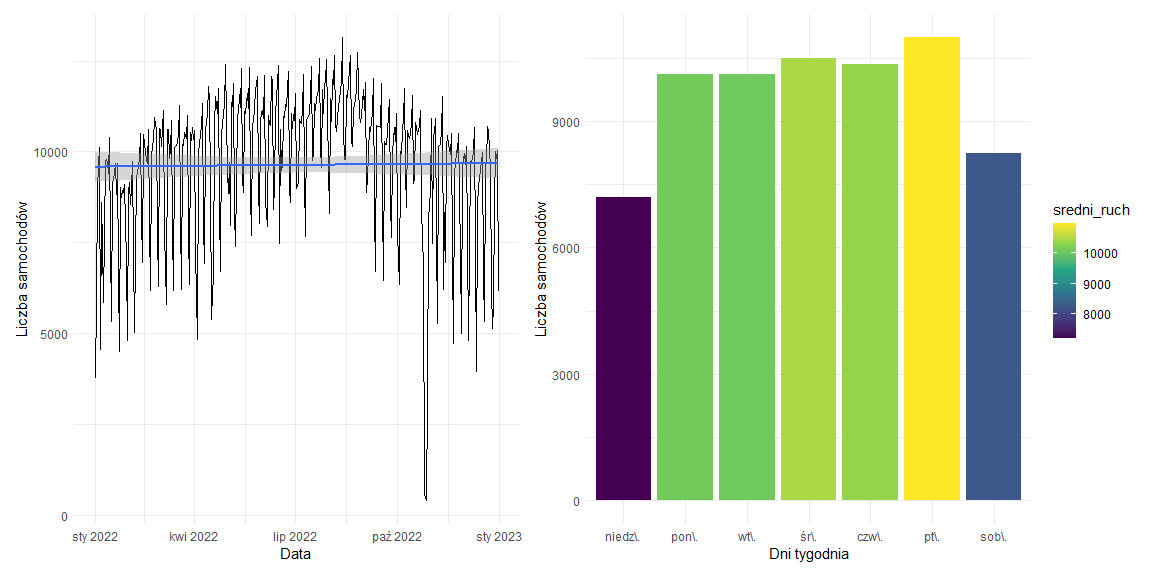 Liczba samochodów
10000
5000
0
sty 2022
kwi 2022
lip 2022
paź 2022
sty 2023
Data
Liczba samochodów
9000
6000
3000
0
niedz\.
pon\.
wt\.
śr\.
czw\.
pt\.
sob\.
Dni tygodnia
sredni_ruch
10000
9000
8000